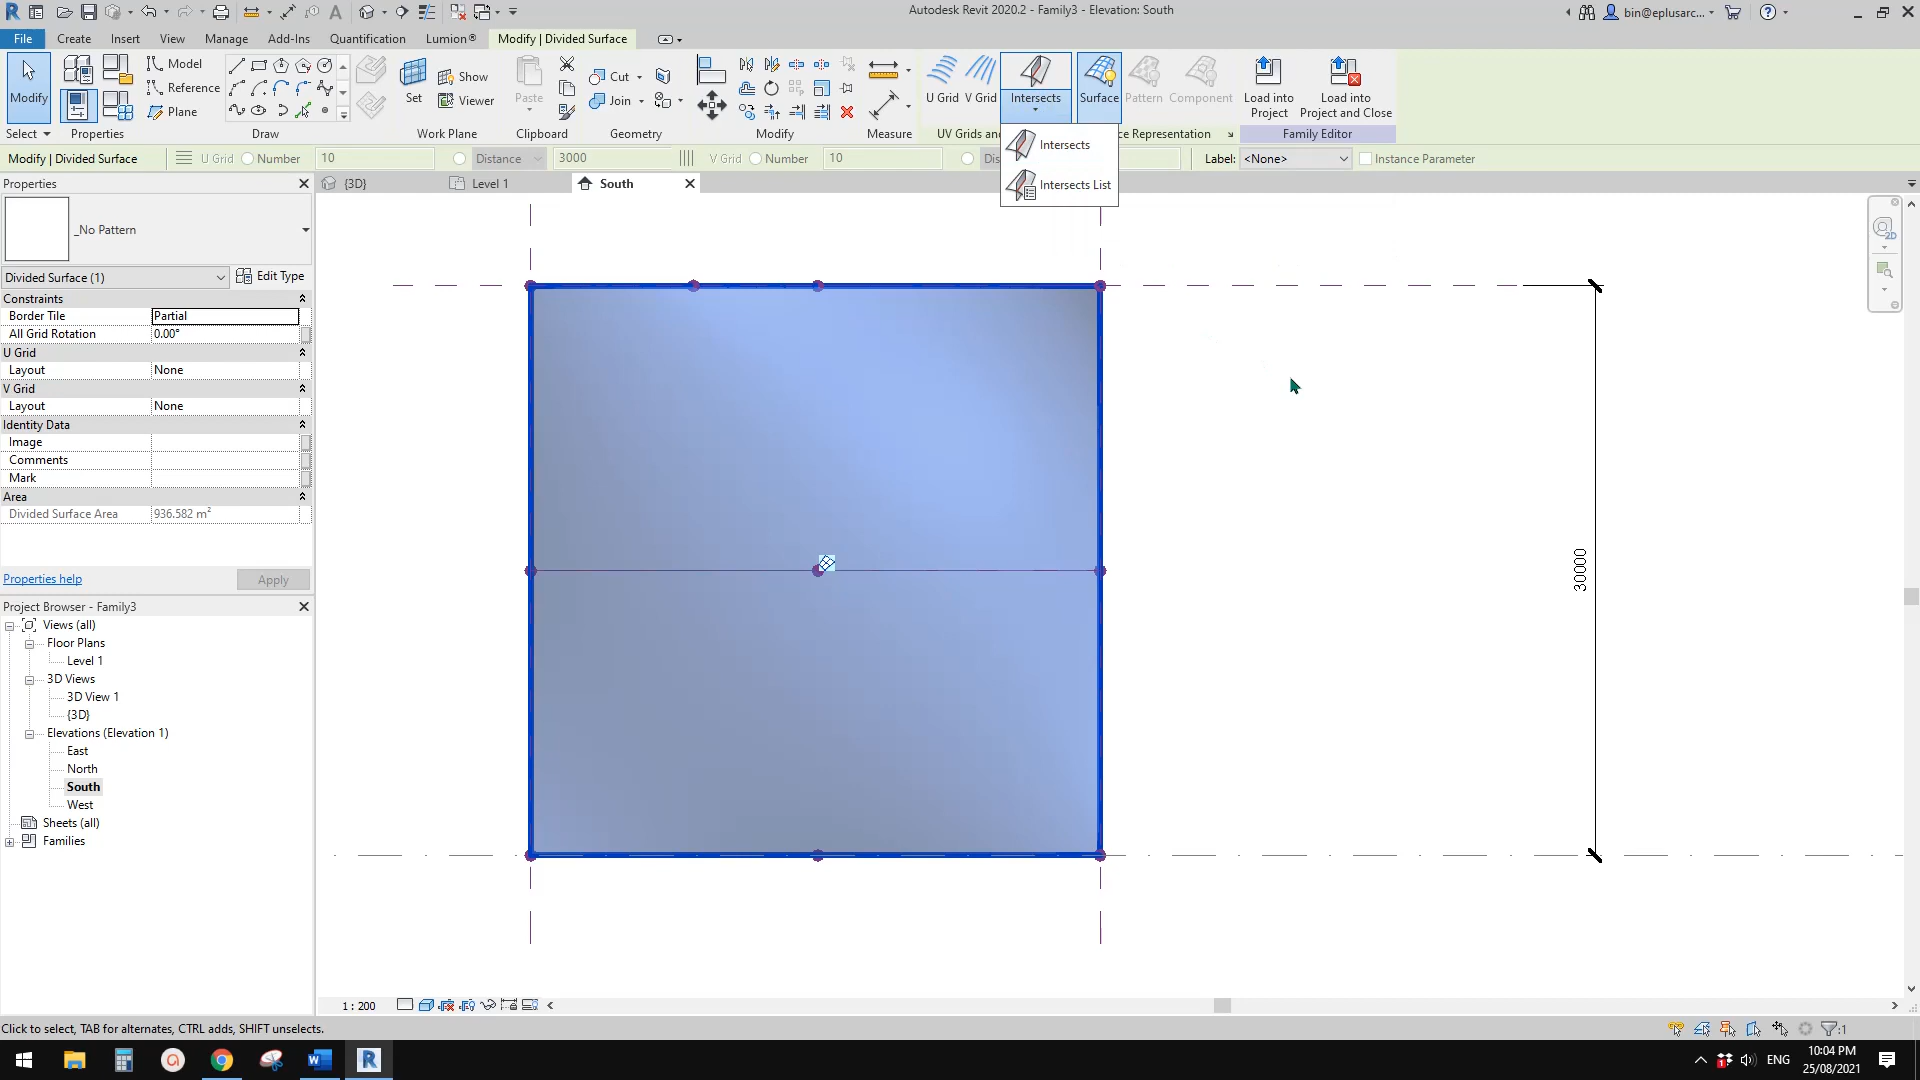 Autodesk Revit 2020.2 - Family3 - Elevation: South
bin@eplusarc...
File Create Insert View Manage Add-Ins Quantification Lumion® Modify | Divided Surface
Modify
Model
Reference
Plane
Set
Show
Viewer
Paste
Cut
Join
U Grid V Grid Intersects Surface Pattern Component
Load into Project
Load into Project and Close
Select Properties Draw Work Plane Clipboard Geometry Modify Measure UV Grids and ce Representation Family Editor
Intersects
Intersects List
Modify | Divided Surface U Grid Number 10 Distance 3000 V Grid Number 10 Dis Label: <None> Instance Parameter
Properties
{3D} Level 1 South
_No Pattern
Divided Surface (1) Edit Type
Constraints
Border Tile Partial
All Grid Rotation 0.00°
U Grid
Layout None
V Grid
Layout None
Identity Data
Image
Comments
Mark
Area
Divided Surface Area 936.582 m²
Properties help Apply
Project Browser - Family3
Views (all)
Floor Plans
Level 1
3D Views
3D View 1
{3D}
Elevations (Elevation 1)
East
North
South
West
Sheets (all)
Families
30000
2D
1 : 200
Click to select, TAB for alternates, CTRL adds, SHIFT unselects.
:1
ENG
10:04 PM
25/08/2021